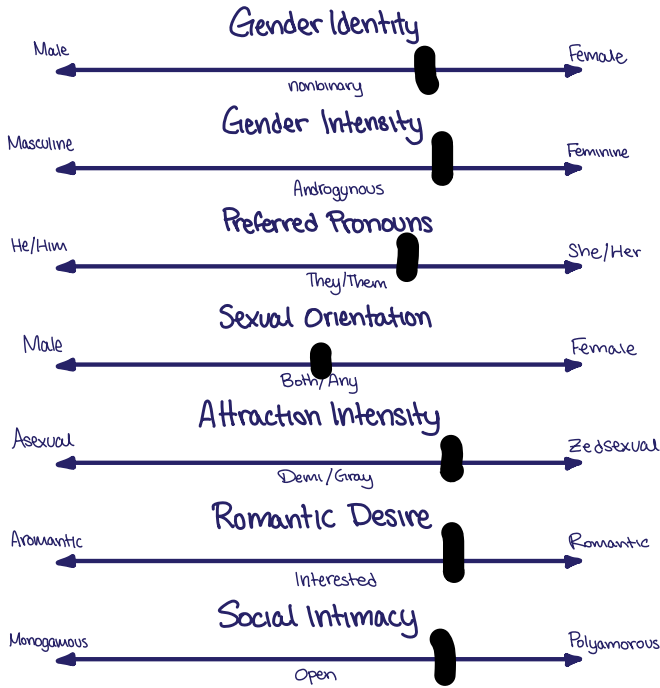 Gender Identity
Male
Female
nonbinary
Gender Intensity
Masculine
Feminine
Androgynous
Preferred Pronouns
He/Him
She/Her
They/Them
Sexual Orientation
Male
Female
Both/Any
Attraction Intensity
Asexual
Zedsexual
Demi/Gray
Romantic Desire
Aromantic
Romantic
Interested
Social Intimacy
Monogamous
Polyamorous
Open